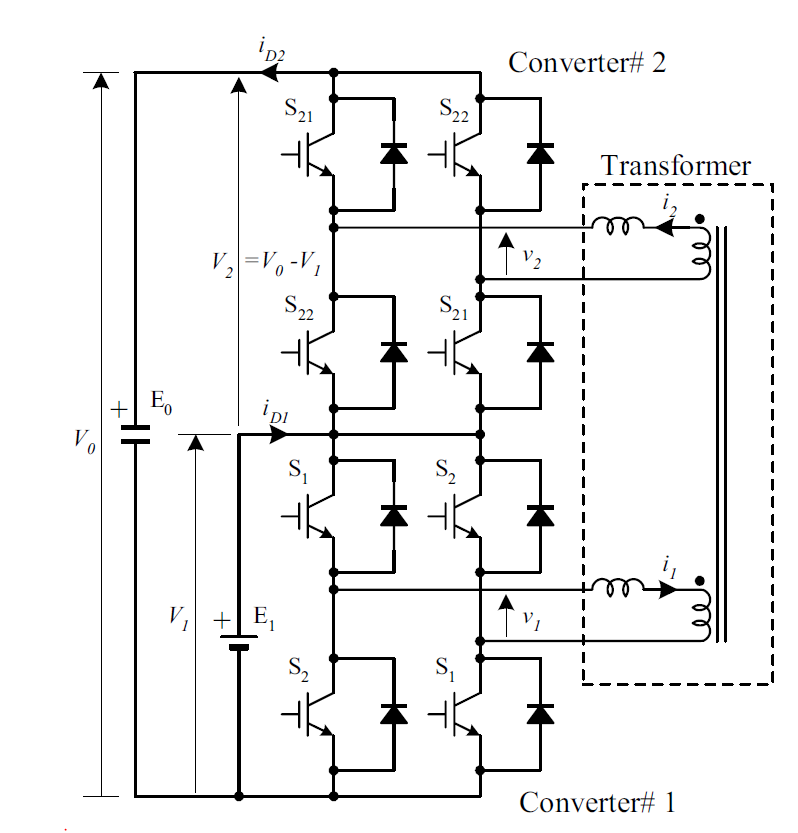 i_D2
Converter# 2
S_21
S_22
Transformer
i_2
V_2 =V_0 -V_1
v_2
S_22
S_21
+ E_0
i_D1
V_0
S_1
S_2
i_1
V_1
+ E_1
v_1
S_2
S_1
Converter# 1